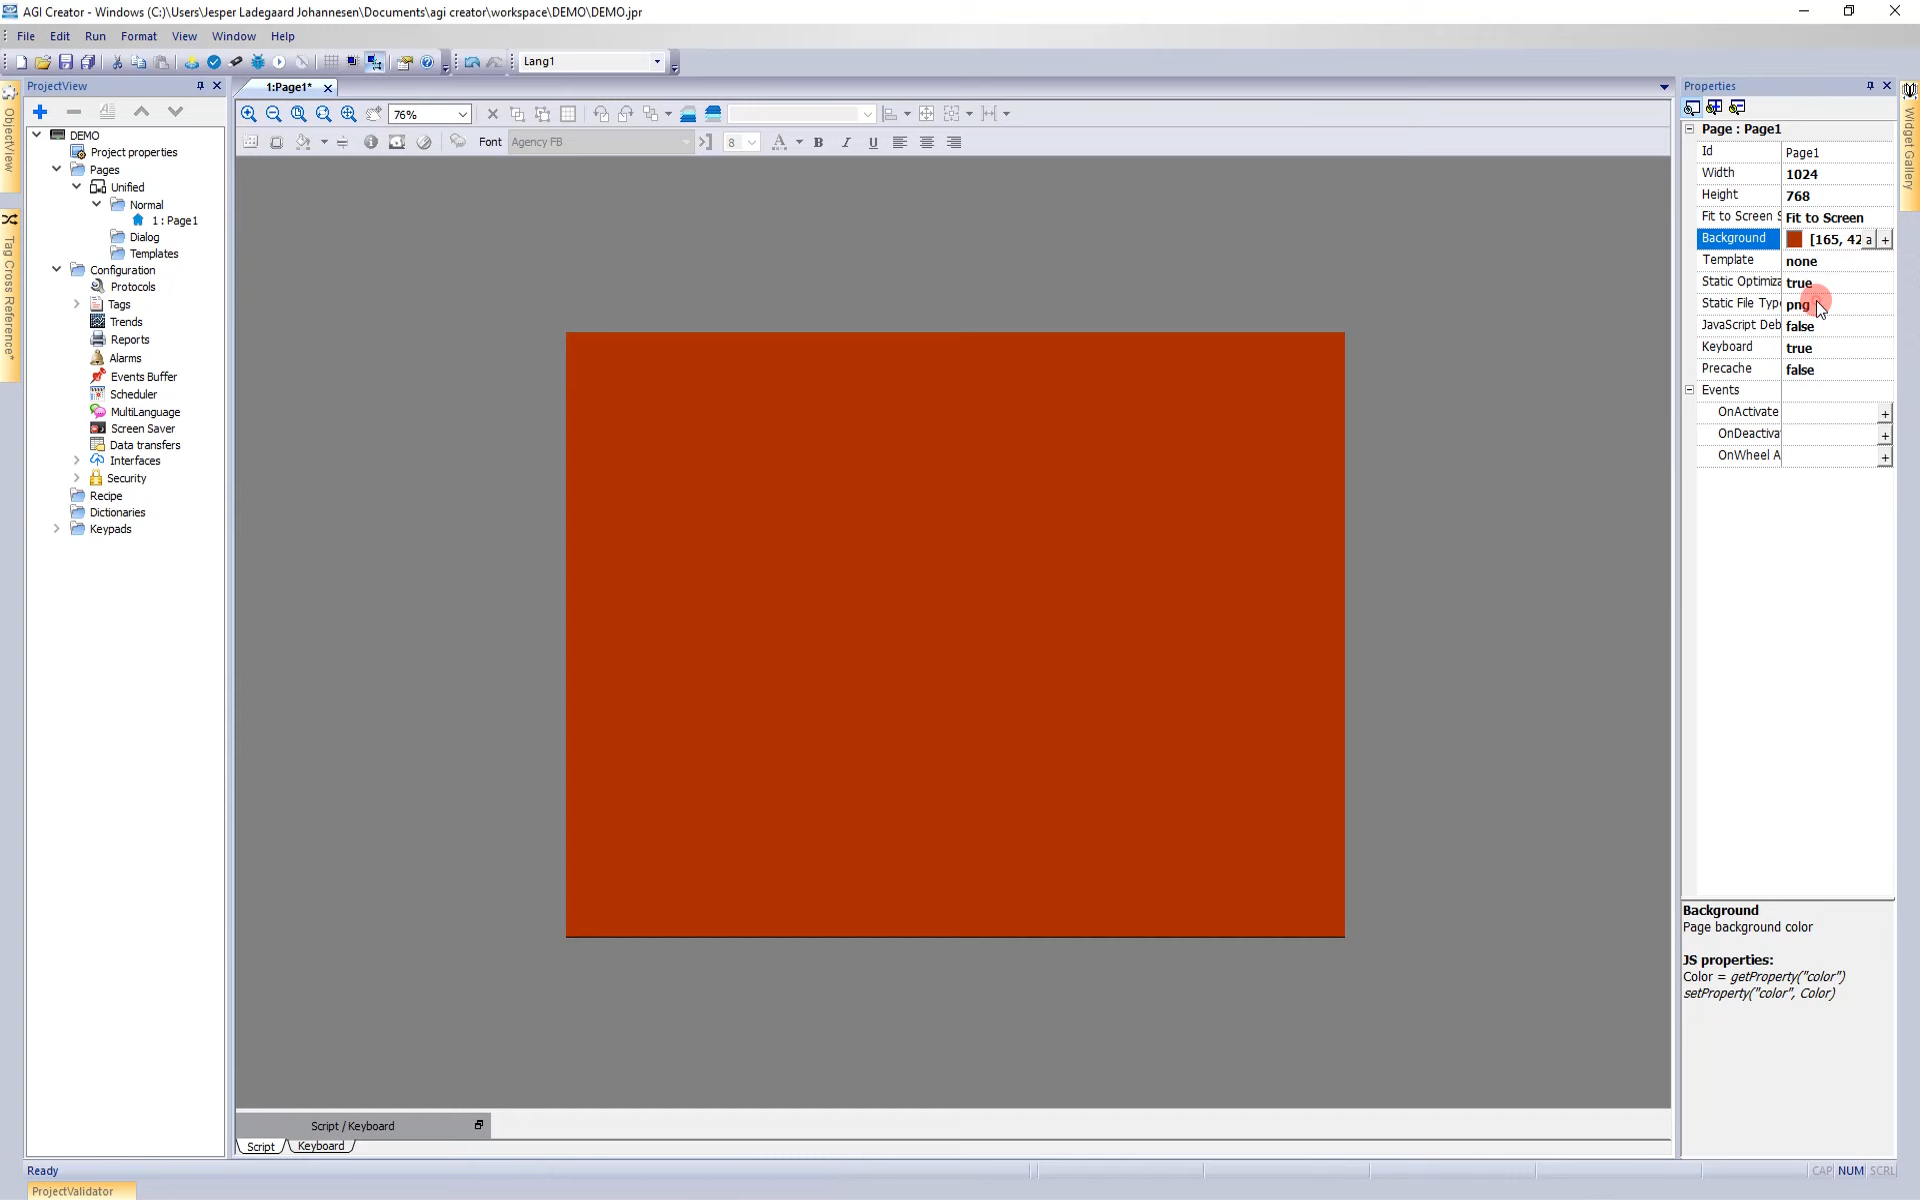 AGI Creator - Windows (C:)\Users\Jesper Ladegaard Johannesen\Documents\agi creator\workspace\DEMO\DEMO.jpr
File Edit Run Format View Window Help
Lang1
ProjectView
1:Page1*
Properties
76%
Font Agency FB 8 A B I U
ObjectView
Tag Cross Reference*
Widget Gallery
DEMO
Project properties
Pages
Unified
Normal
1 : Page1
Dialog
Templates
Configuration
Protocols
Tags
Trends
Reports
Alarms
Events Buffer
Scheduler
MultiLanguage
Screen Saver
Data transfers
Interfaces
Security
Recipe
Dictionaries
Keypads
Page : Page1
Id Page1
Width 1024
Height 768
Fit to Screen S Fit to Screen
Background [165, 42 a +
Template none
Static Optimiza true
Static File Type png
JavaScript Deb false
Keyboard true
Precache false
Events
OnActivate +
OnDeactivat +
OnWheel A +
Background
Page background color
JS properties:
Color = getProperty("color")
setProperty("color", Color)
Script / Keyboard
Script Keyboard
Ready
CAP NUM SCRL
ProjectValidator